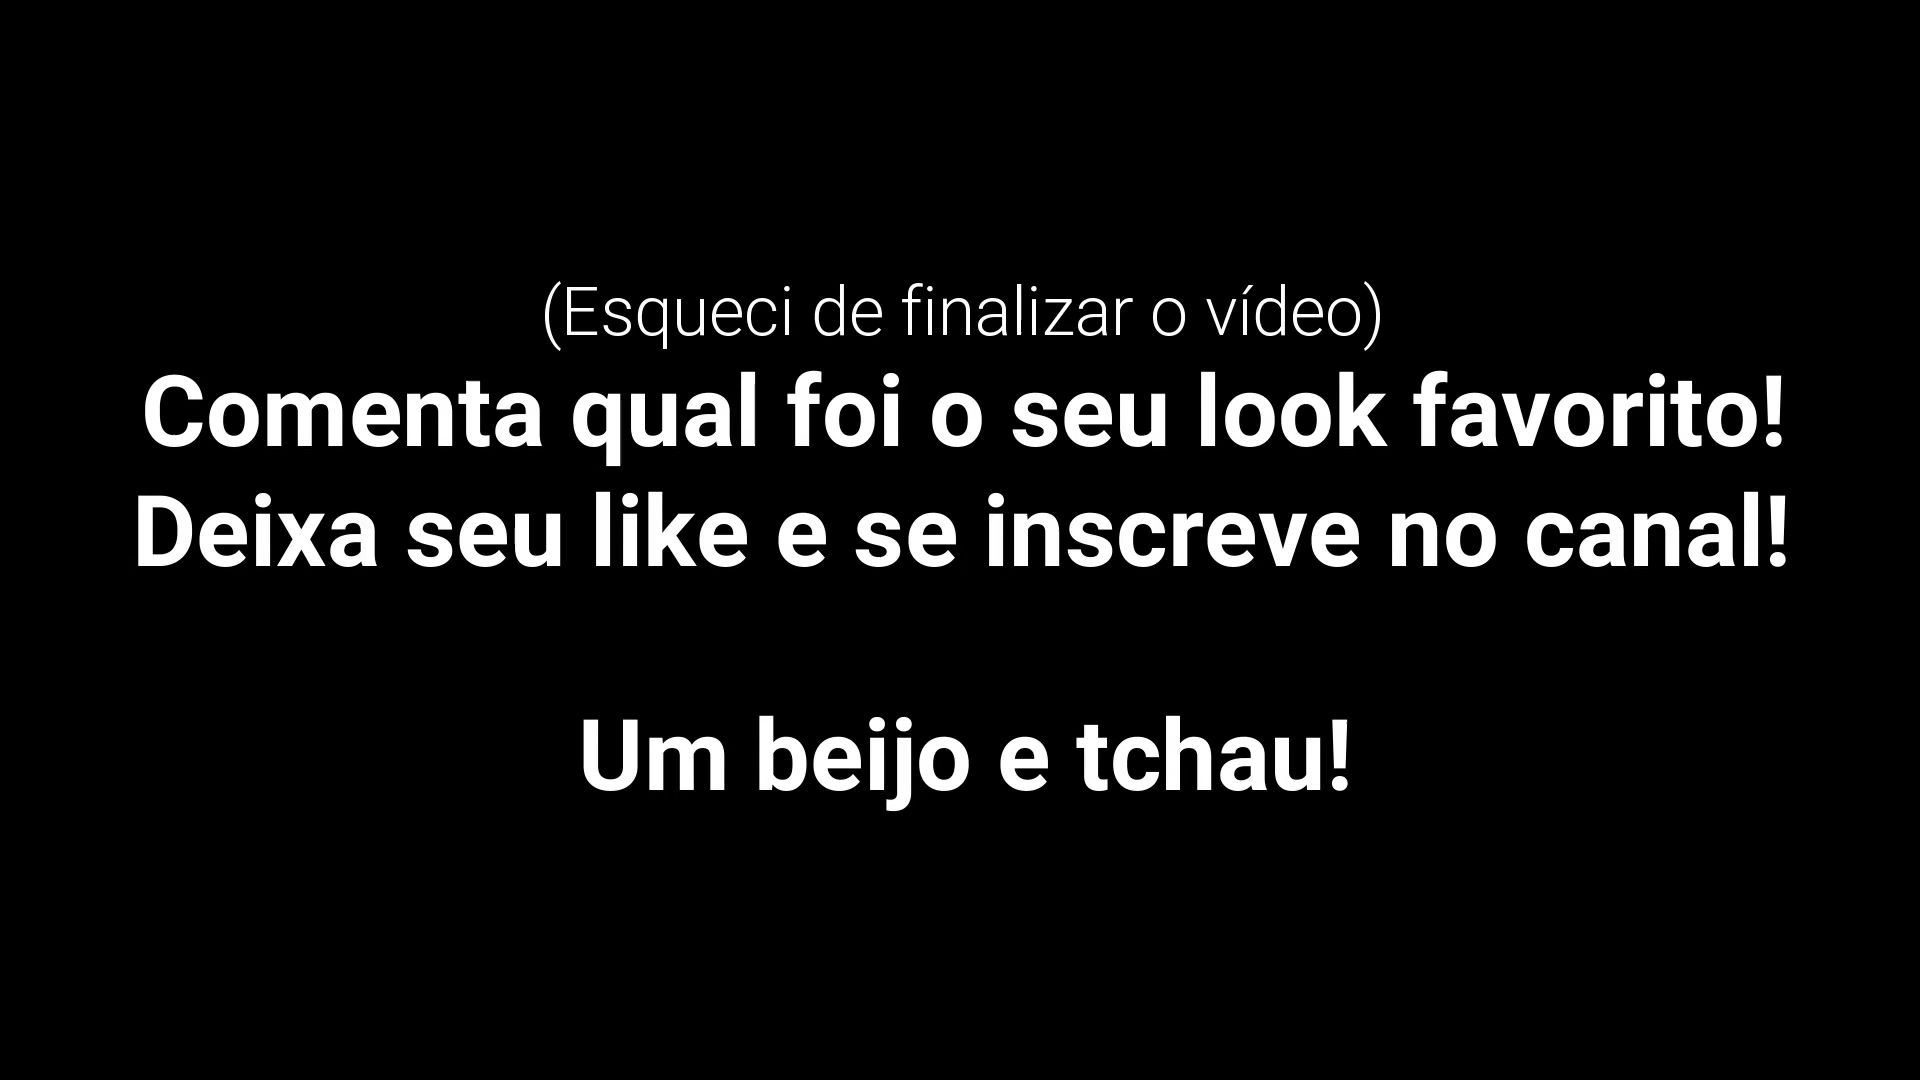 (Esqueci de finalizar o vídeo)
Comenta qual foi o seu look favorito!
Deixa seu like e se inscreve no canal!
Um beijo e tchau!